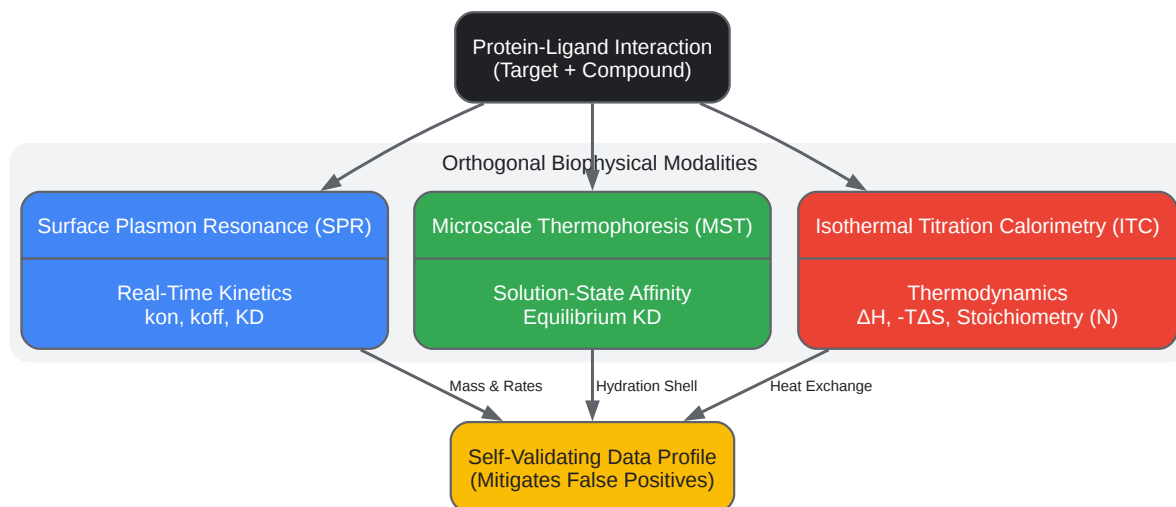 Protein-Ligand Interaction
(Target + Compound)
Orthogonal Biophysical Modalities
Surface Plasmon Resonance (SPR)
Real-Time Kinetics
kon, koff, KD
Microscale Thermophoresis (MST)
Solution-State Affinity
Equilibrium KD
Isothermal Titration Calorimetry (ITC)
Thermodynamics
ΔH, -TΔS, Stoichiometry (N)
Mass & Rates
Hydration Shell
Heat Exchange
Self-Validating Data Profile
(Mitigates False Positives)